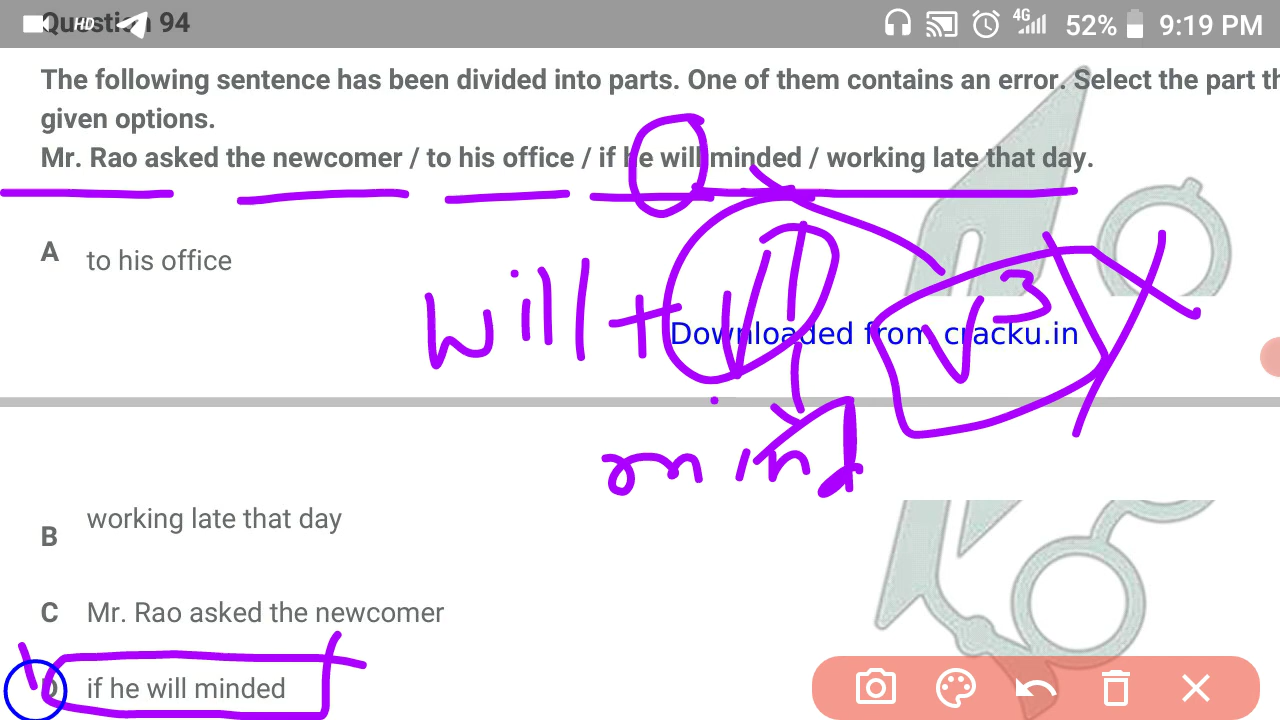 Question 94
HD 4G 52% 9:19 PM
The following sentence has been divided into parts. One of them contains an error. Select the part th
given options.
Mr. Rao asked the newcomer / to his office / if he will minded / working late that day.
A to his office
will + V1 V3
Downloaded from cracku.in
mind
B working late that day
C Mr. Rao asked the newcomer
D if he will minded